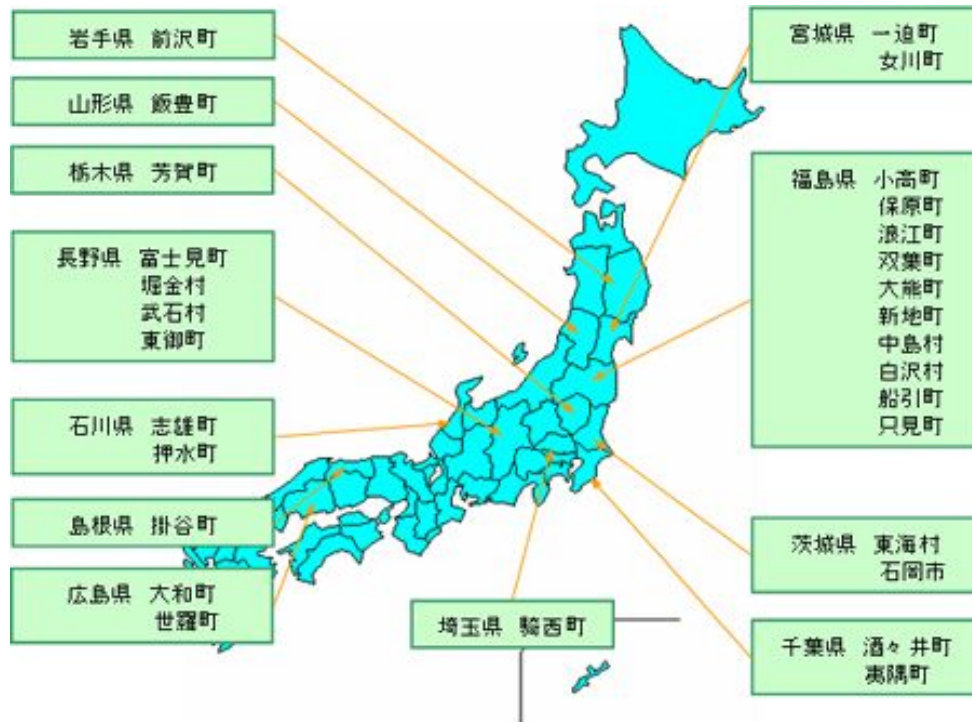 岩手県 前沢町
山形県 飯豊町
栃木県 芳賀町
長野県 富士見町
堀金村
武石村
東御町
石川県 志雄町
押水町
島根県 掛谷町
広島県 大和町
世羅町
埼玉県 騎西町
宮城県 一迫町
女川町
福島県 小高町
保原町
浪江町
双葉町
大熊町
新地町
中島村
白沢村
船引町
只見町
茨城県 東海村
石岡市
千葉県 酒々井町
夷隅町